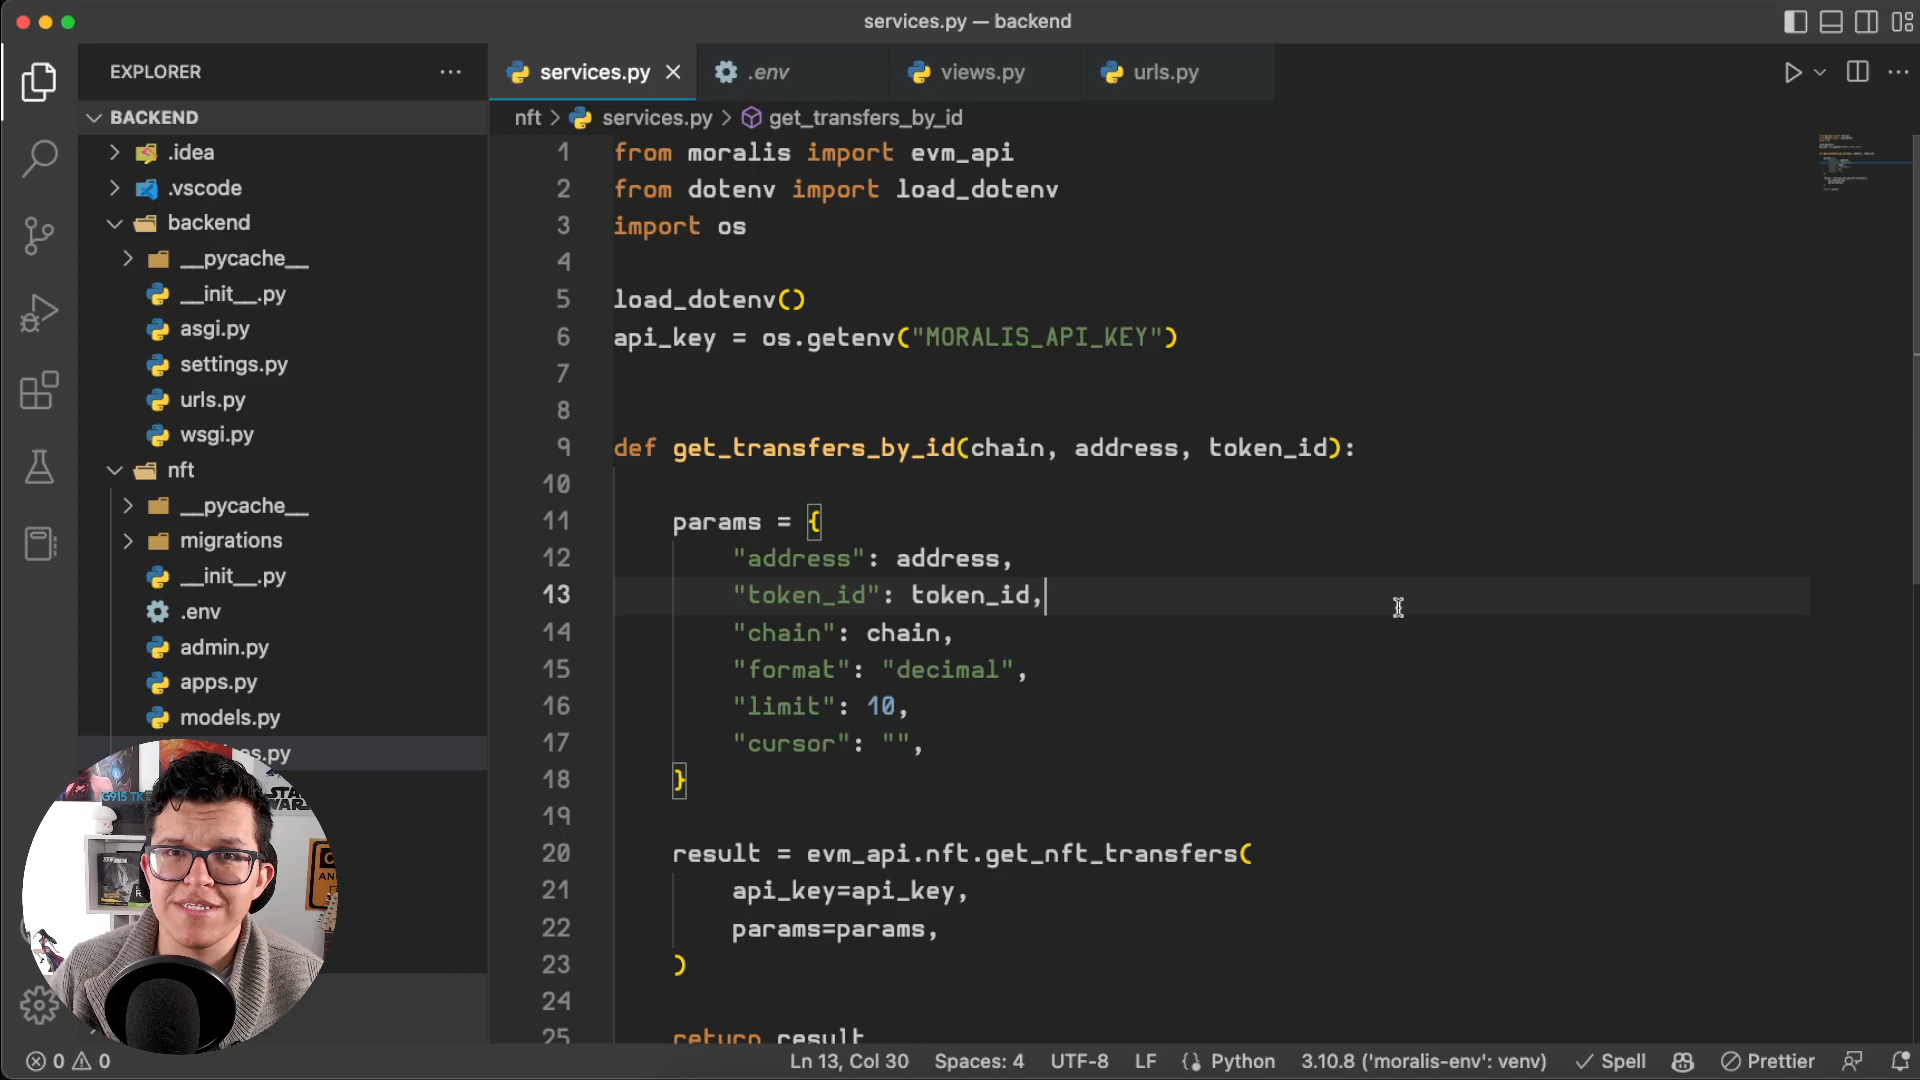 services.py — backend
EXPLORER
BACKEND
.idea
.vscode
backend
__pycache__
__init__.py
asgi.py
settings.py
urls.py
wsgi.py
nft
__pycache__
migrations
__init__.py
.env
admin.py
apps.py
models.py
services.py
.env
views.py
urls.py
nft > services.py > get_transfers_by_id
1 from moralis import evm_api
2 from dotenv import load_dotenv
3 import os
4
5 load_dotenv()
6 api_key = os.getenv("MORALIS_API_KEY")
7
8
9 def get_transfers_by_id(chain, address, token_id):
10
11 params = {
12 "address": address,
13 "token_id": token_id,
14 "chain": chain,
15 "format": "decimal",
16 "limit": 10,
17 "cursor": "",
18 }
19
20 result = evm_api.nft.get_nft_transfers(
21 api_key=api_key,
22 params=params,
23 )
24
25 return result
G915 TK
STAR
WARS
0 0
Ln 13, Col 30
Spaces: 4
UTF-8
LF
Python
3.10.8 ('moralis-env': venv)
Spell
Prettier